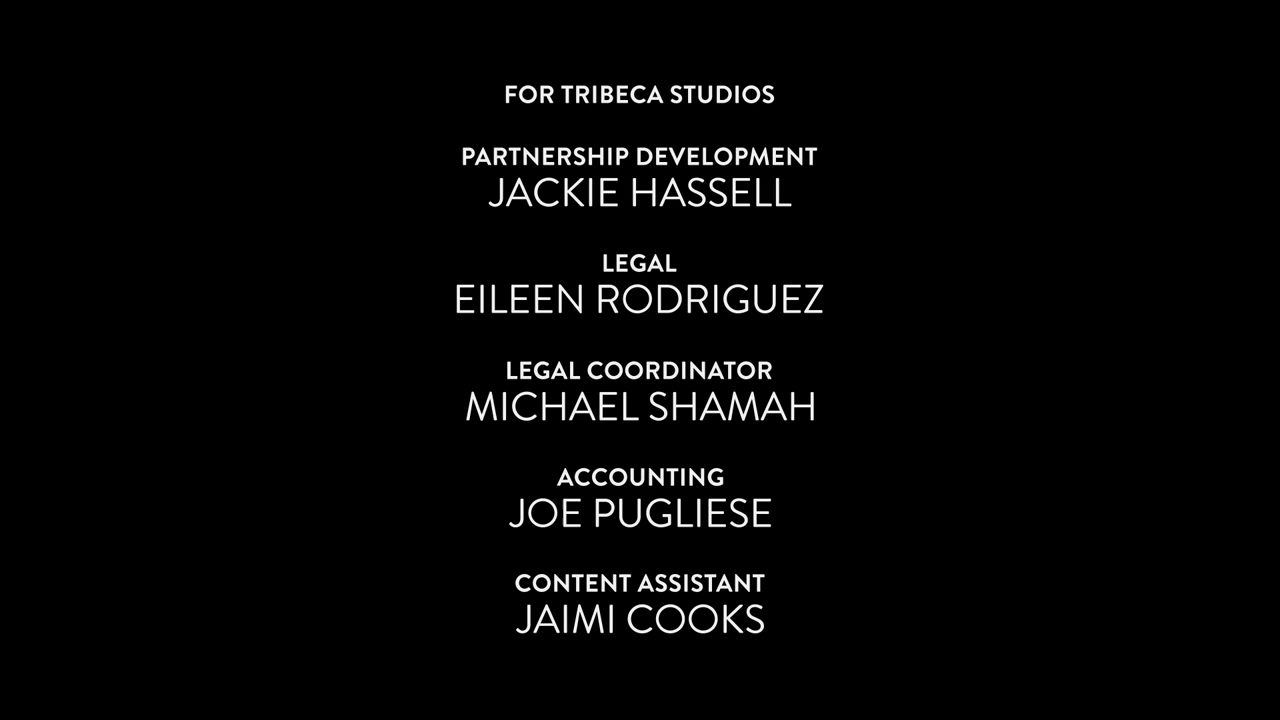 FOR TRIBECA STUDIOS
PARTNERSHIP DEVELOPMENT
JACKIE HASSELL
LEGAL
EILEEN RODRIGUEZ
LEGAL COORDINATOR
MICHAEL SHAMAH
ACCOUNTING
JOE PUGLIESE
CONTENT ASSISTANT
JAIMI COOKS